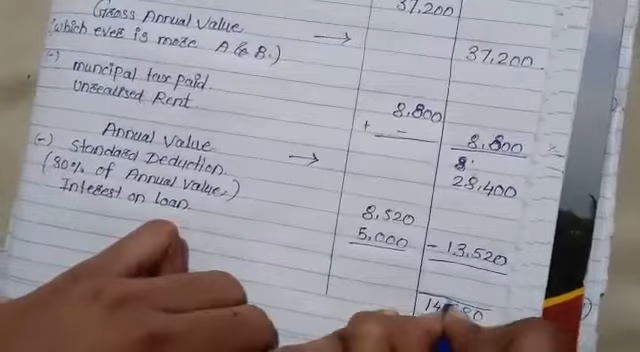 37,200
Gross Annual Value
(which ever is more A & B.) → 37,200
(-) muncipal tax paid 8,800
Unrealised Rent + - 8,800
8.
Annual Value → 28,400
(-) Standard Deduction 8,520
(30% of Annual Value)
Interest on loan 5,000 - 13,520